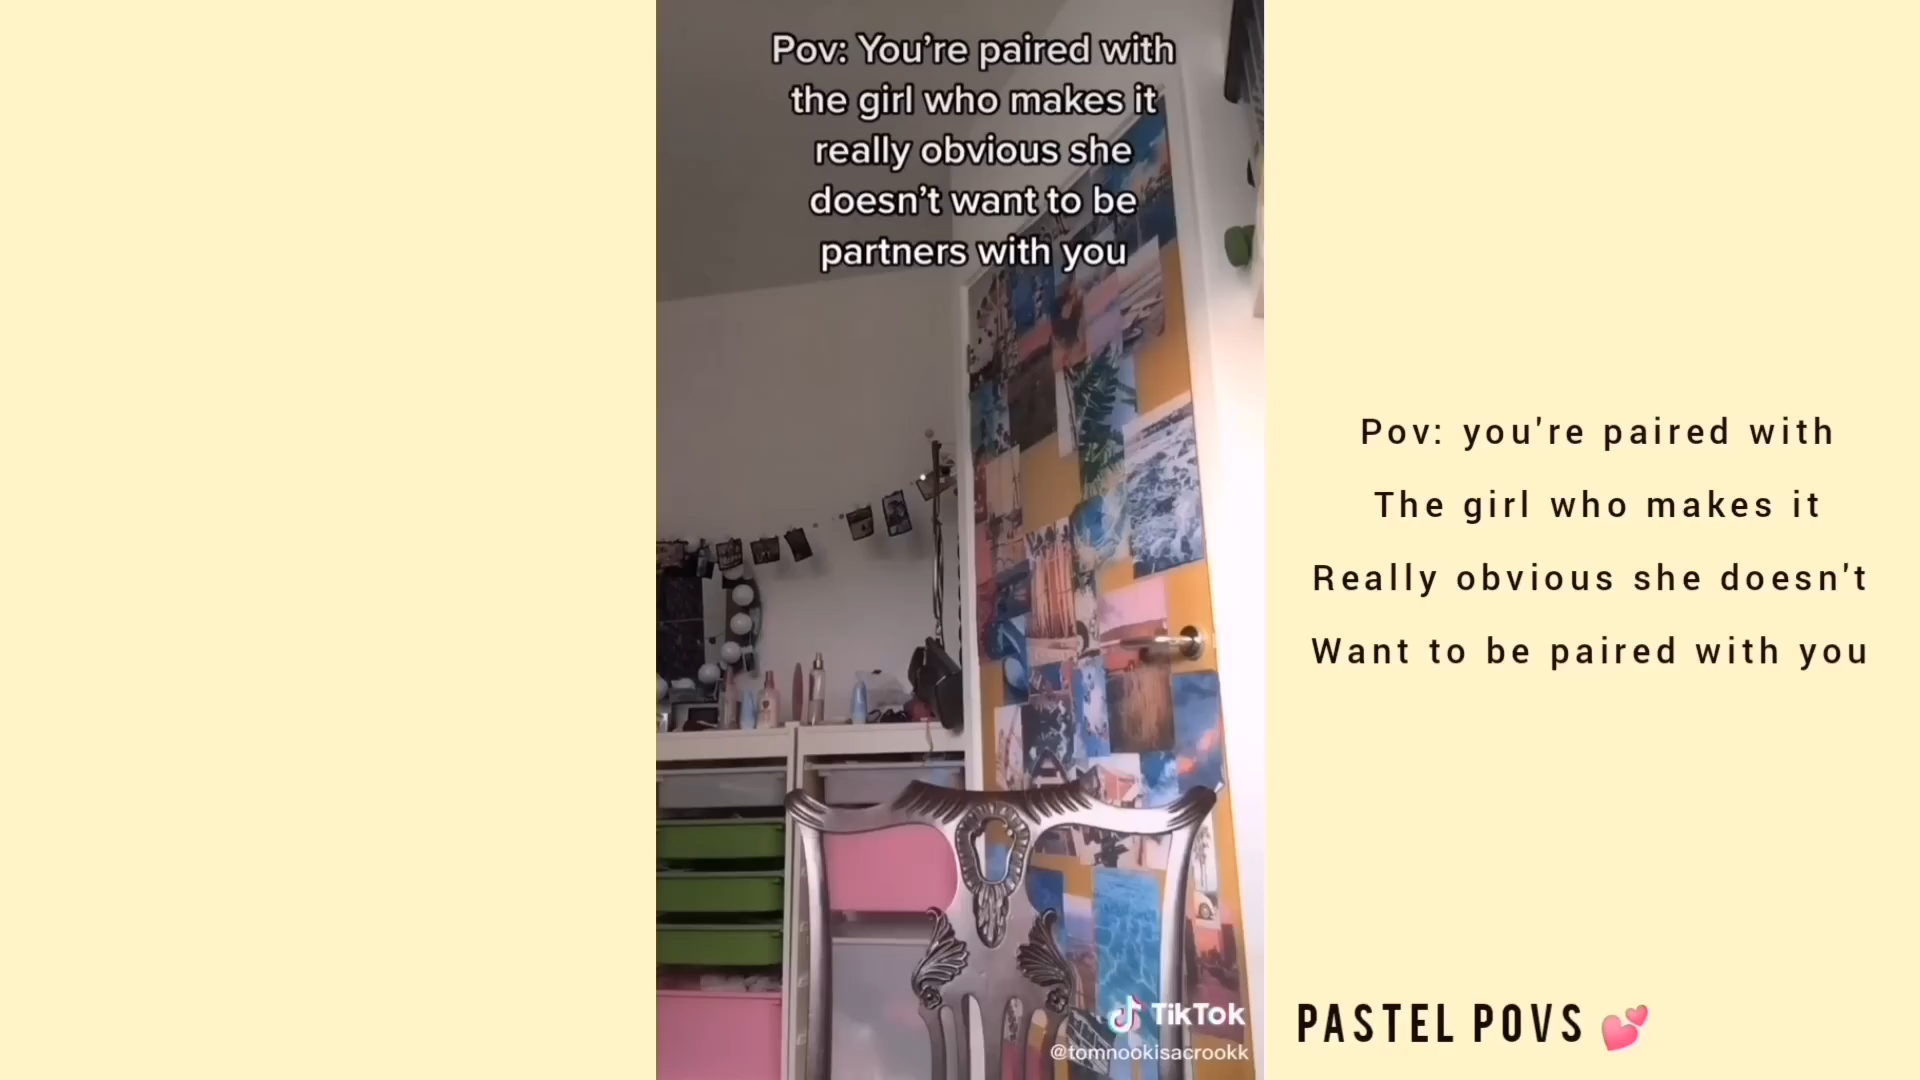 Pov: You're paired with
the girl who makes it
really obvious she
doesn't want to be
partners with you
Pov: you're paired with
The girl who makes it
Really obvious she doesn't
Want to be paired with you
TikTok
@tomnookisacrookk
PASTEL POVS 💕